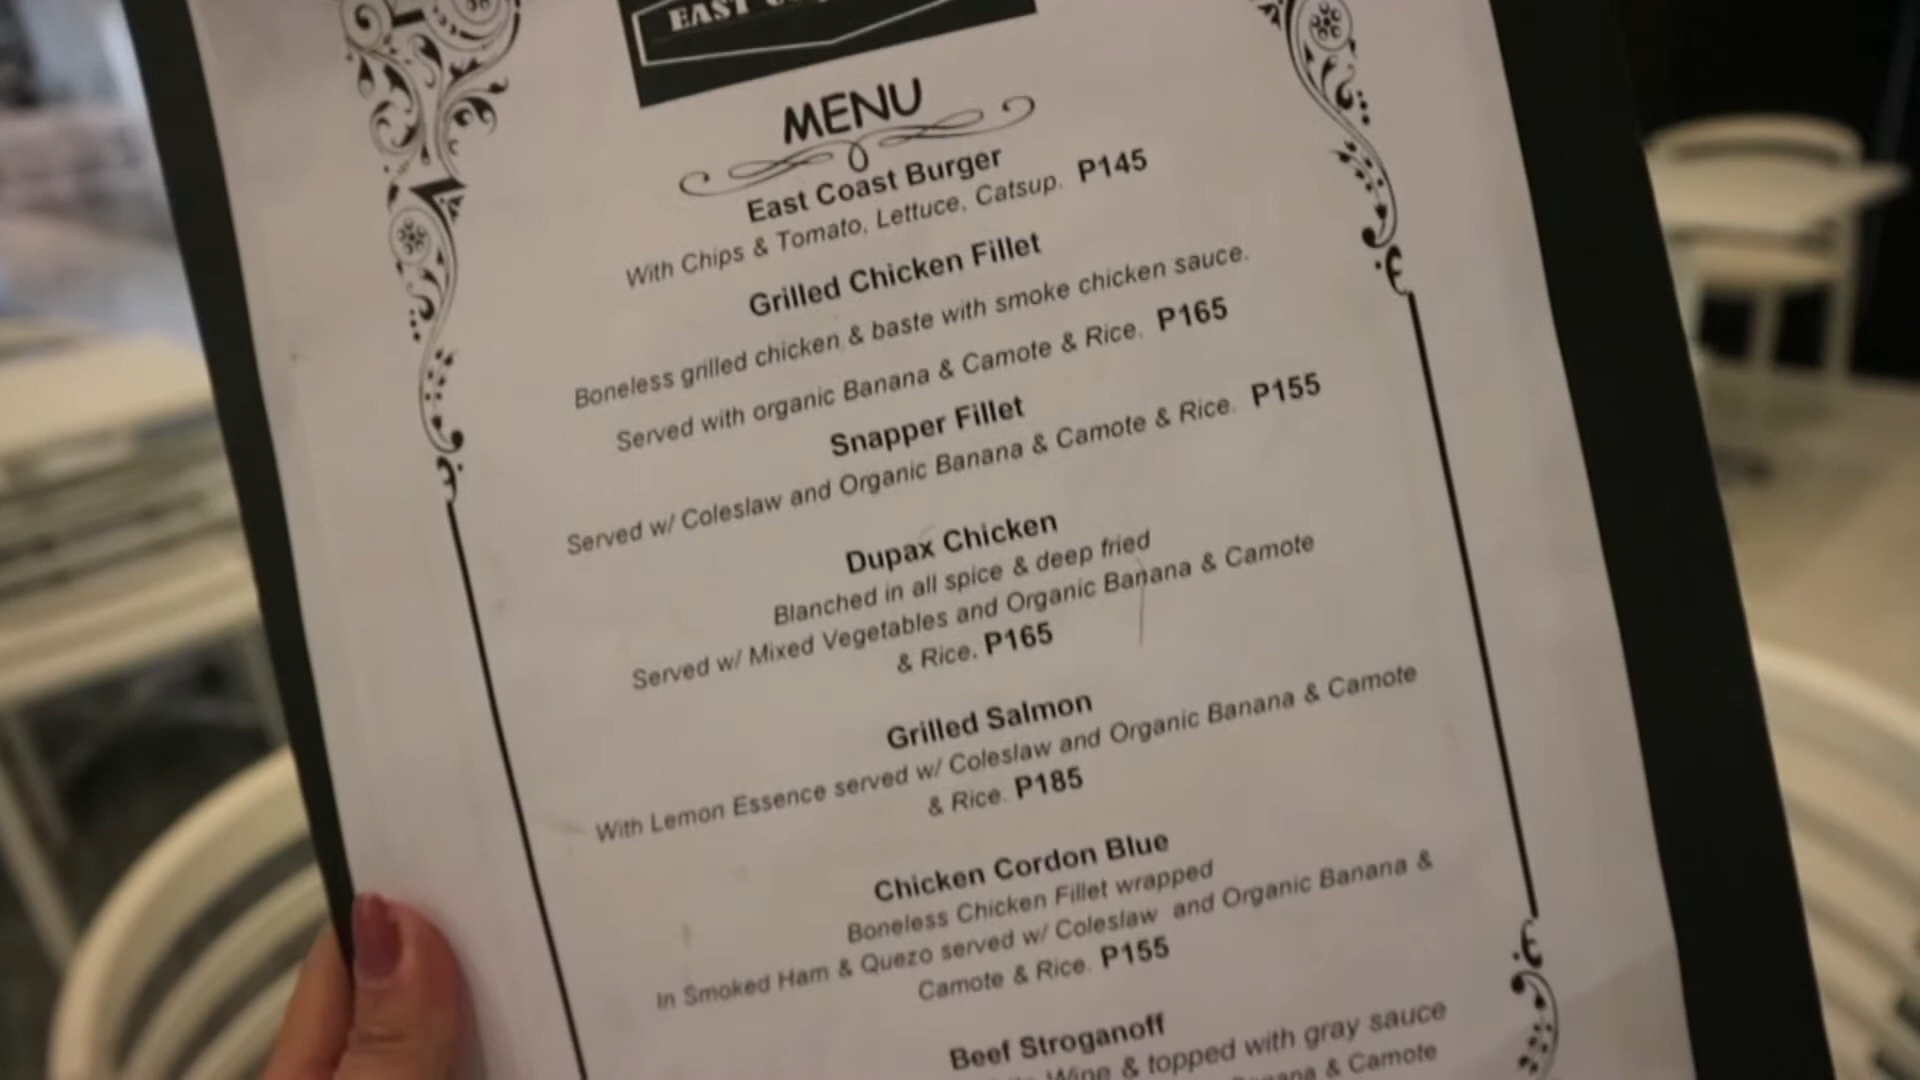 EAST
MENU
East Coast Burger
With Chips & Tomato, Lettuce, Catsup. P145
Grilled Chicken Fillet
Boneless grilled chicken & baste with smoke chicken sauce.
Served with organic Banana & Camote & Rice. P165
Snapper Fillet
Served w/ Coleslaw and Organic Banana & Camote & Rice. P155
Dupax Chicken
Blanched in all spice & deep fried
Served w/ Mixed Vegetables and Organic Banana & Camote
& Rice. P165
Grilled Salmon
With Lemon Essence served w/ Coleslaw and Organic Banana & Camote
& Rice. P185
Chicken Cordon Blue
Boneless Chicken Fillet wrapped
In Smoked Ham & Quezo served w/ Coleslaw and Organic Banana &
Camote & Rice. P155
Beef Stroganoff
Wine & topped with gray sauce
& Camote